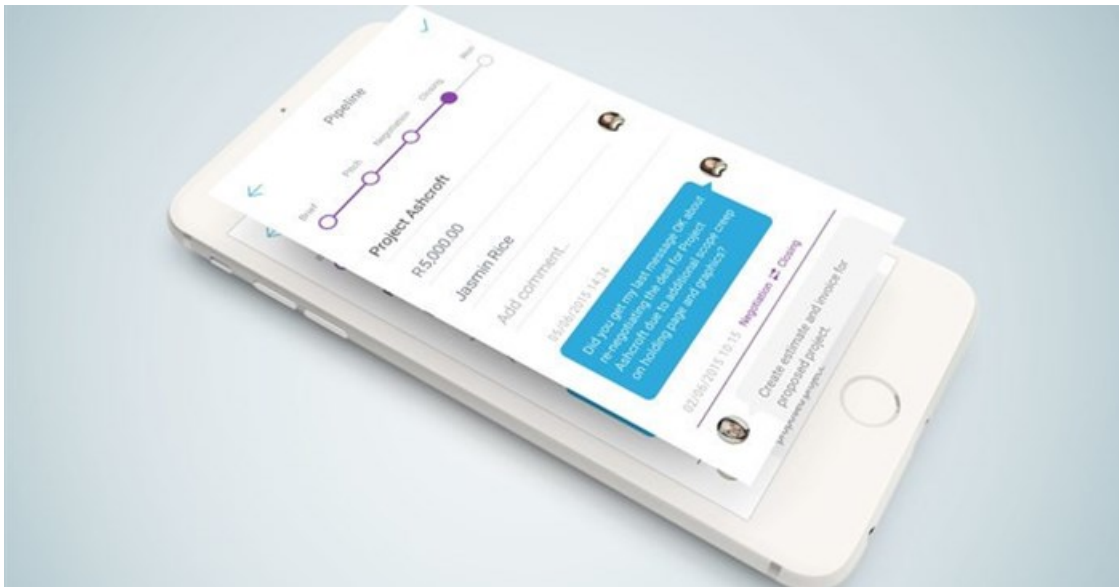 Pipeline
Brief
Pitch
Negotiation
Closing
Won
Project Ashcroft
R5,000.00
Jasmin Rice
Add comment...
05/06/2015 14:34
Did you get my last message OK about
re-negotiating the deal for Project
Ashcroft due to additional scope creep
on holding page and graphics?
02/06/2015 10:15 Negotiation Closing
Create estimate and invoice for
proposed project.